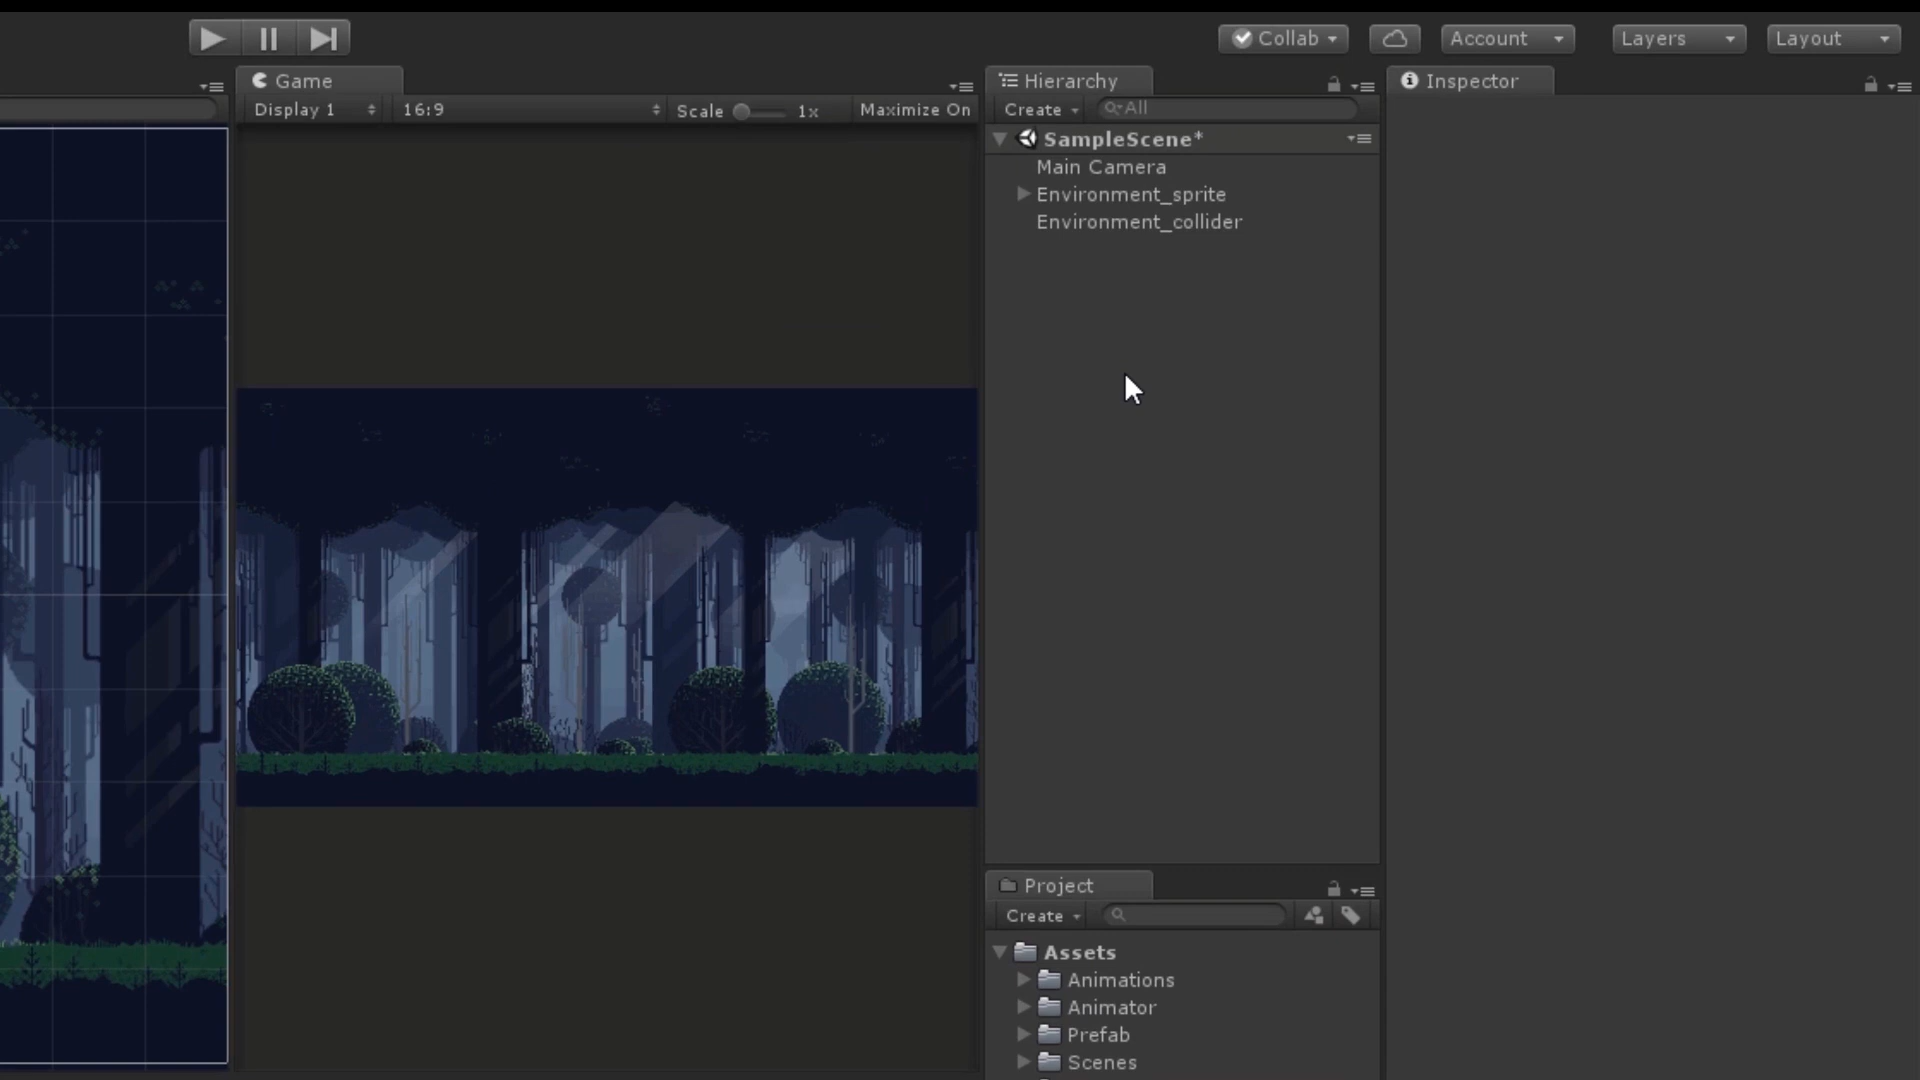 Collab
Account
Layers
Layout
Game
Display 1
16:9
Scale
1x
Maximize On
Hierarchy
Create
All
SampleScene*
Main Camera
Environment_sprite
Environment_collider
Inspector
Project
Create
Assets
Animations
Animator
Prefab
Scenes